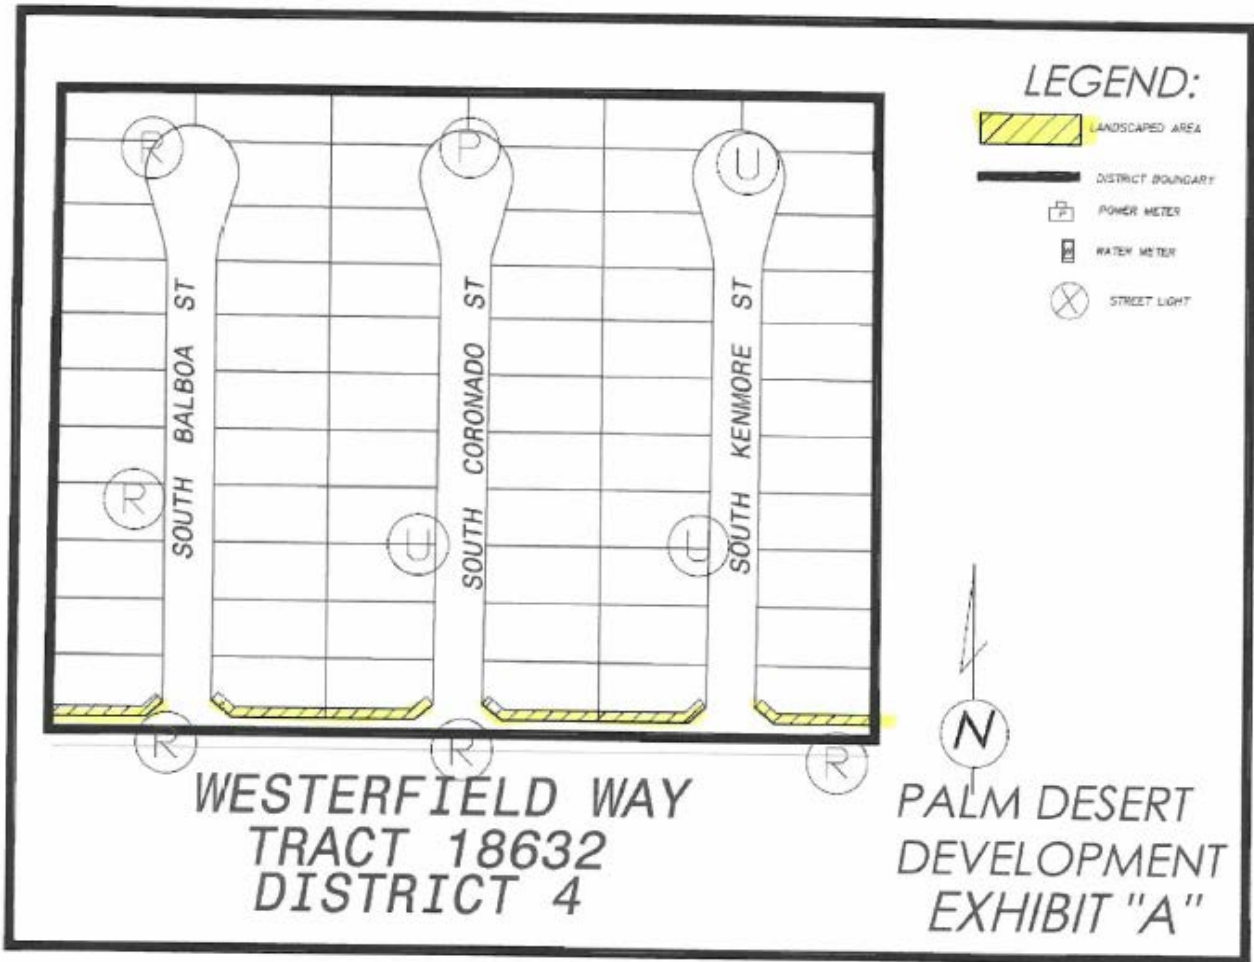 LEGEND:
LANDSCAPED AREA
DISTRICT BOUNDARY
P POWER METER
WATER METER
X STREET LIGHT
R
P
U
SOUTH BALBOA ST
SOUTH CORONADO ST
SOUTH KENMORE ST
R
U
U
R
R
R
N
WESTERFIELD WAY
TRACT 18632
DISTRICT 4
PALM DESERT
DEVELOPMENT
EXHIBIT "A"